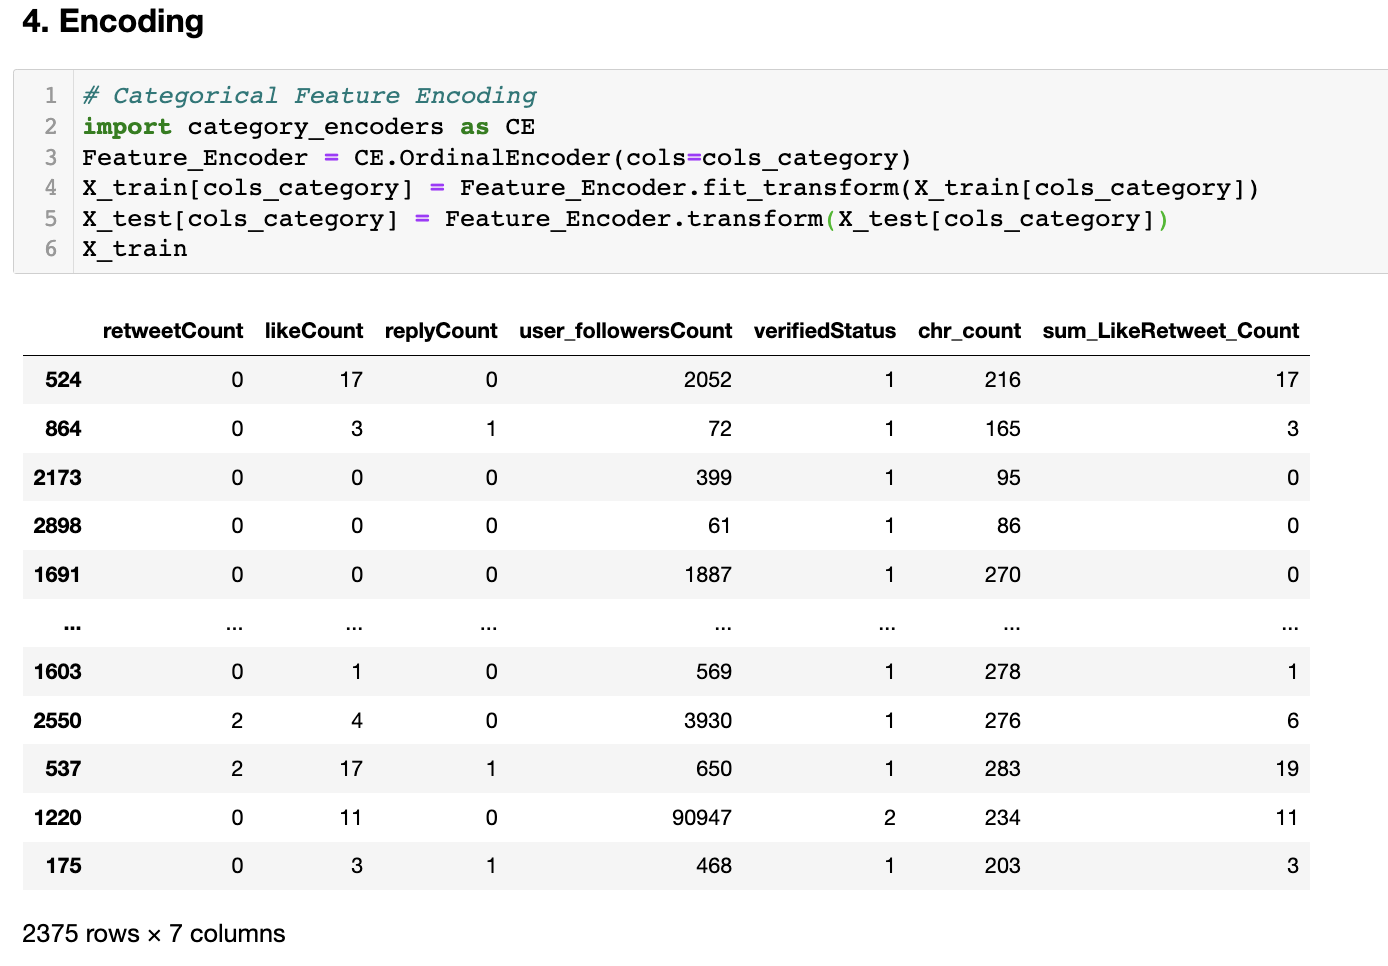 4. Encoding
1 # Categorical Feature Encoding
2 import category_encoders as CE
3 Feature_Encoder = CE.OrdinalEncoder(cols=cols_category)
4 X_train[cols_category] = Feature_Encoder.fit_transform(X_train[cols_category])
5 X_test[cols_category] = Feature_Encoder.transform(X_test[cols_category])
6 X_train
retweetCount likeCount replyCount user_followersCount verifiedStatus chr_count sum_LikeRetweet_Count
524 0 17 0 2052 1 216 17
864 0 3 1 72 1 165 3
2173 0 0 0 399 1 95 0
2898 0 0 0 61 1 86 0
1691 0 0 0 1887 1 270 0
... ... ... ... ... ... ... ...
1603 0 1 0 569 1 278 1
2550 2 4 0 3930 1 276 6
537 2 17 1 650 1 283 19
1220 0 11 0 90947 2 234 11
175 0 3 1 468 1 203 3
2375 rows × 7 columns